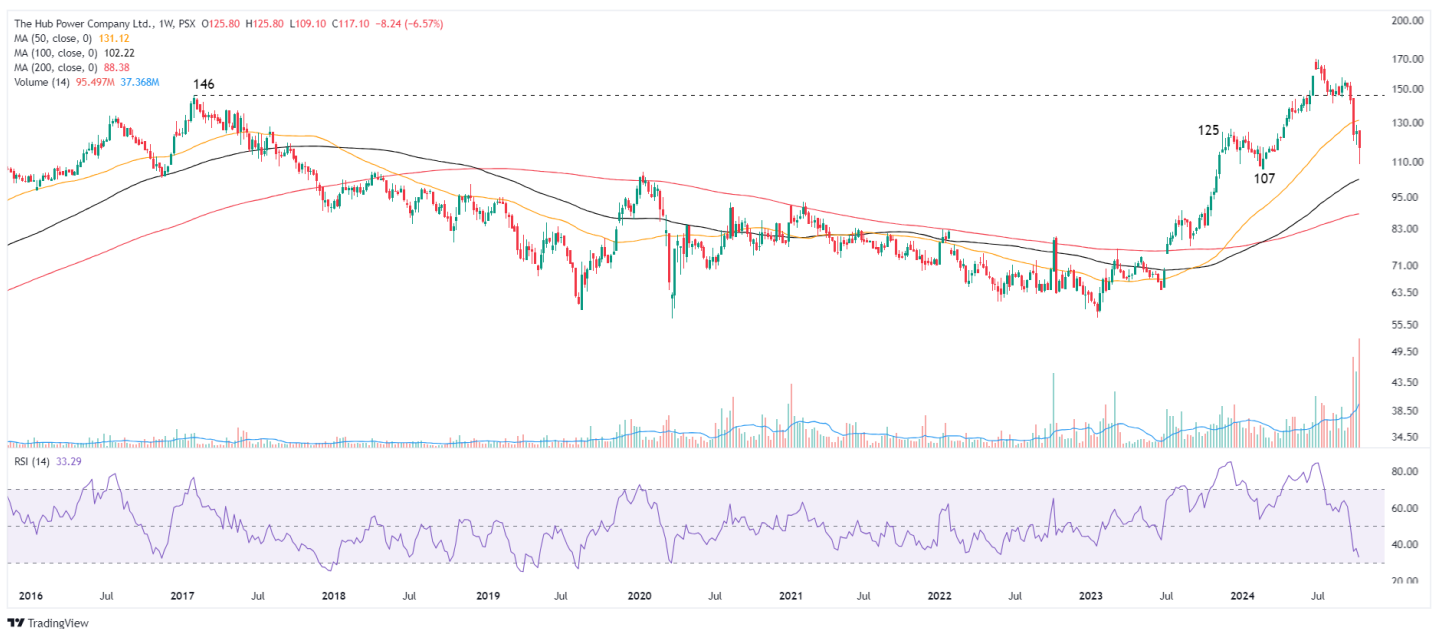 The Hub Power Company Ltd., 1W, PSX O125.80 H125.80 L109.10 C117.10 −8.24 (−6.57%)
MA (50, close, 0) 131.12
MA (100, close, 0) 102.22
MA (200, close, 0) 88.38
Volume (14) 95.497M 37.368M
146
125
107
200.00
170.00
150.00
130.00
110.00
95.00
83.00
71.00
63.50
55.50
49.50
43.50
38.50
34.50
RSI (14) 33.29
80.00
60.00
40.00
20.00
2016 Jul 2017 Jul 2018 Jul 2019 Jul 2020 Jul 2021 Jul 2022 Jul 2023 Jul 2024 Jul
TradingView